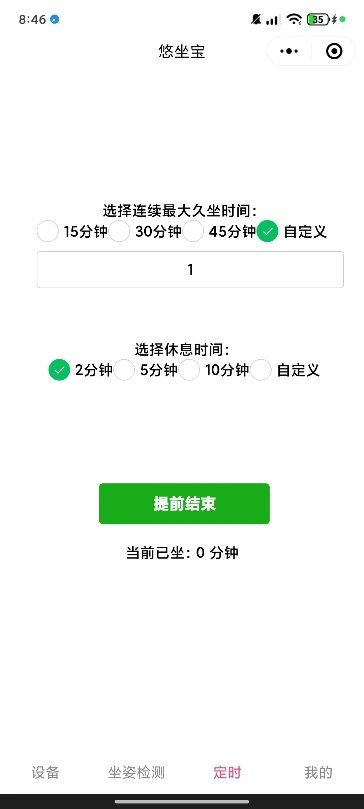 8:46
35
悠坐宝
选择连续最大久坐时间：
15分钟 30分钟 45分钟 自定义
1
选择休息时间：
2分钟 5分钟 10分钟 自定义
提前结束
当前已坐：0 分钟
设备 坐姿检测 定时 我的